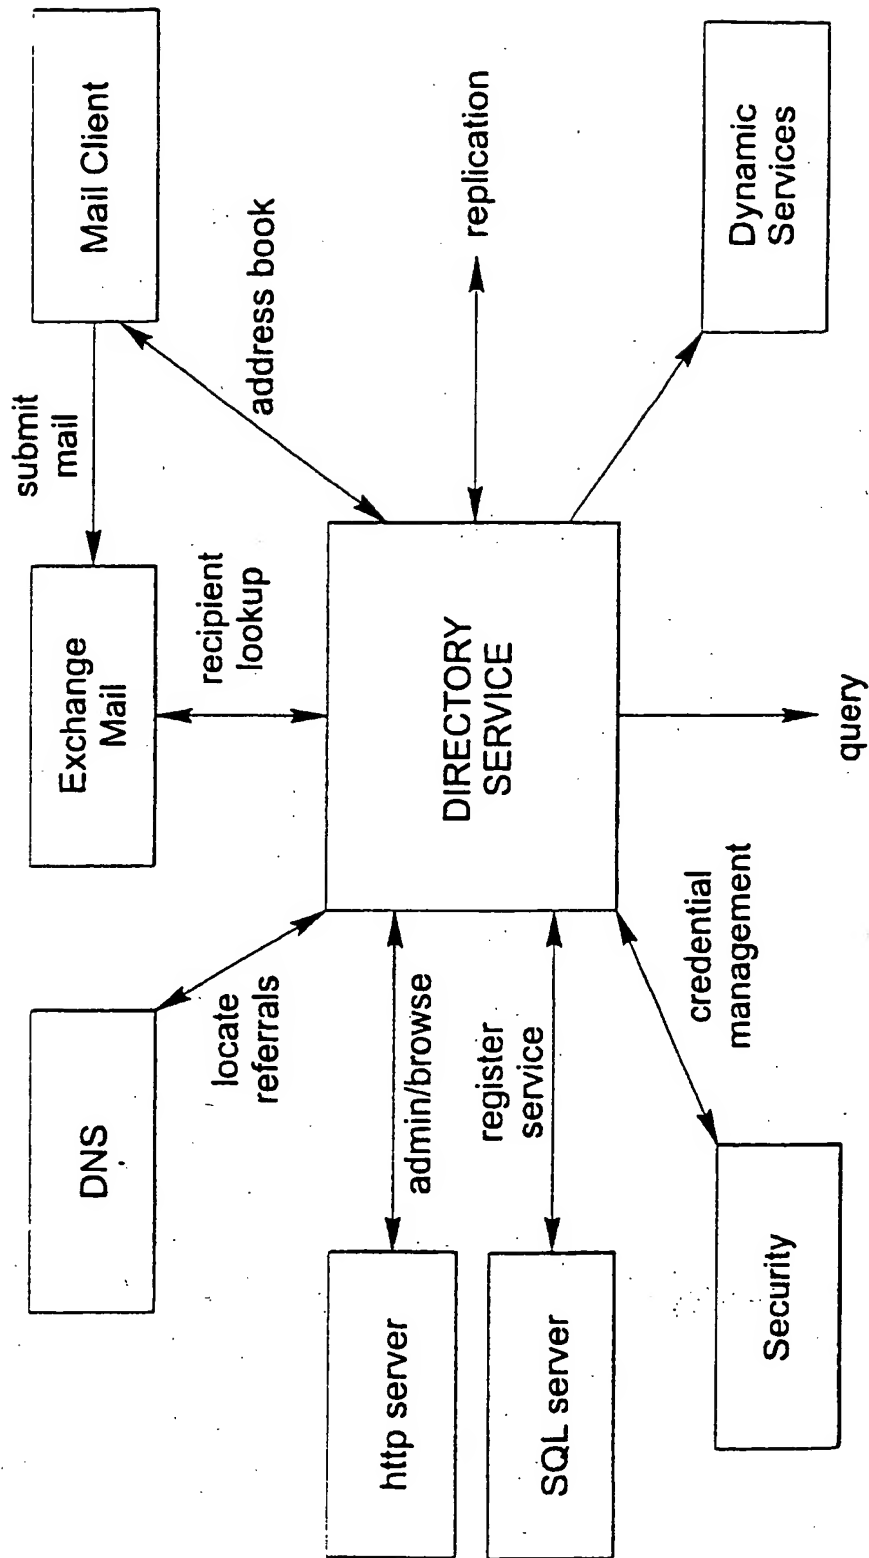 DNS
Exchange
Mail
submit
mail
Mail Client
locate
referrals
recipient
lookup
address book
http server
admin/browse
DIRECTORY
SERVICE
replication
SQL server
register
service
Security
credential
management
query
Dynamic
Services